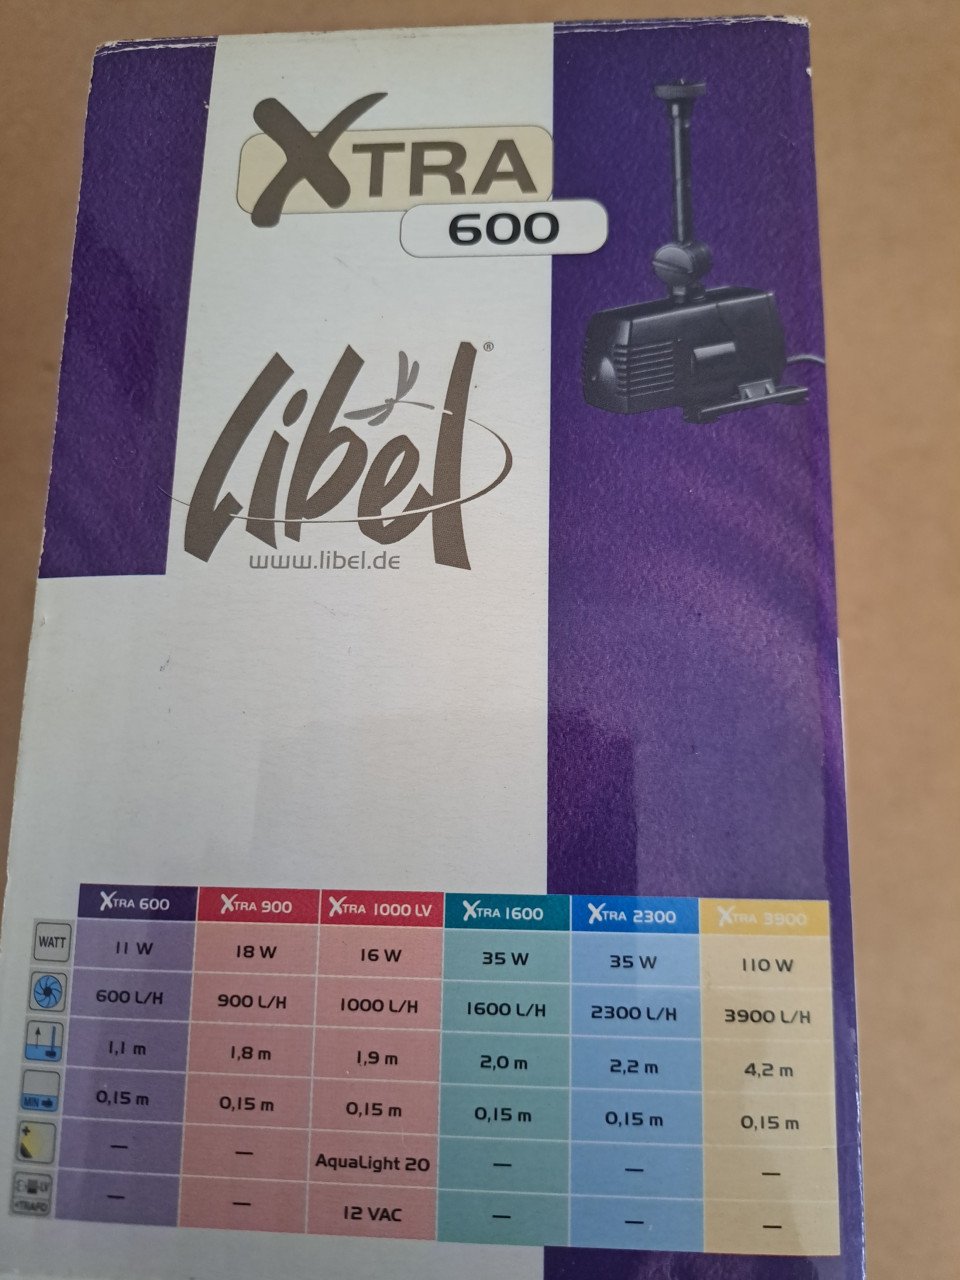 XTRA
600
libel®
www.libel.de
XTRA 600 XTRA 900 XTRA 1000 LV XTRA 1600 XTRA 2300 XTRA 3900
WATT 11 W 18 W 16 W 35 W 35 W 110 W
600 L/H 900 L/H 1000 L/H 1600 L/H 2300 L/H 3900 L/H
1,1 m 1,8 m 1,9 m 2,0 m 2,2 m 4,2 m
MIN 0,15 m 0,15 m 0,15 m 0,15 m 0,15 m 0,15 m
+ — — AquaLight 20 — — —
— — 12 VAC — — —
+TRAFO